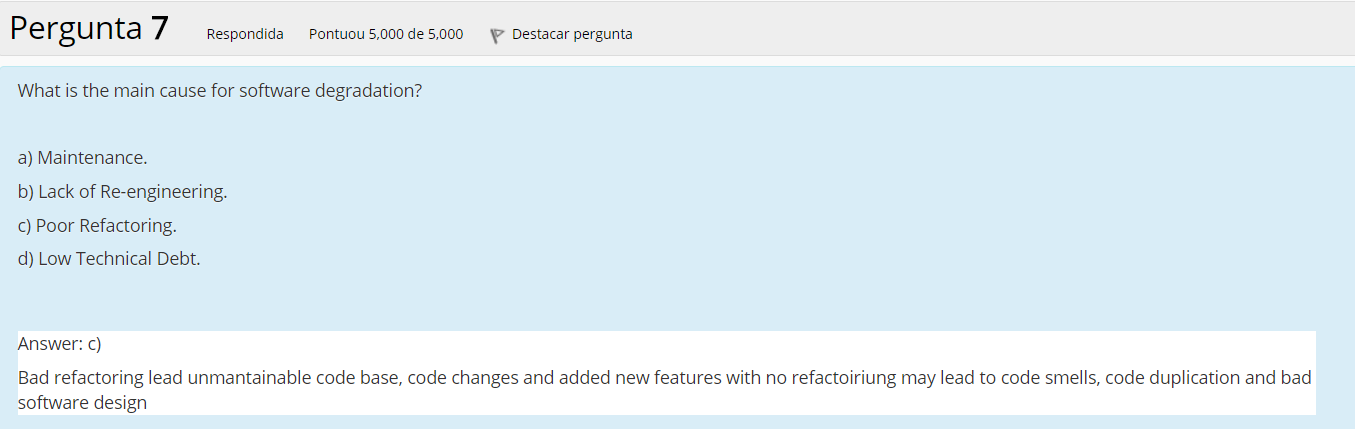 Pergunta 7 Respondida Pontuou 5,000 de 5,000 Destacar pergunta
What is the main cause for software degradation?
a) Maintenance.
b) Lack of Re-engineering.
c) Poor Refactoring.
d) Low Technical Debt.
Answer: c)
Bad refactoring lead unmantainable code base, code changes and added new features with no refactoiriung may lead to code smells, code duplication and bad
software design